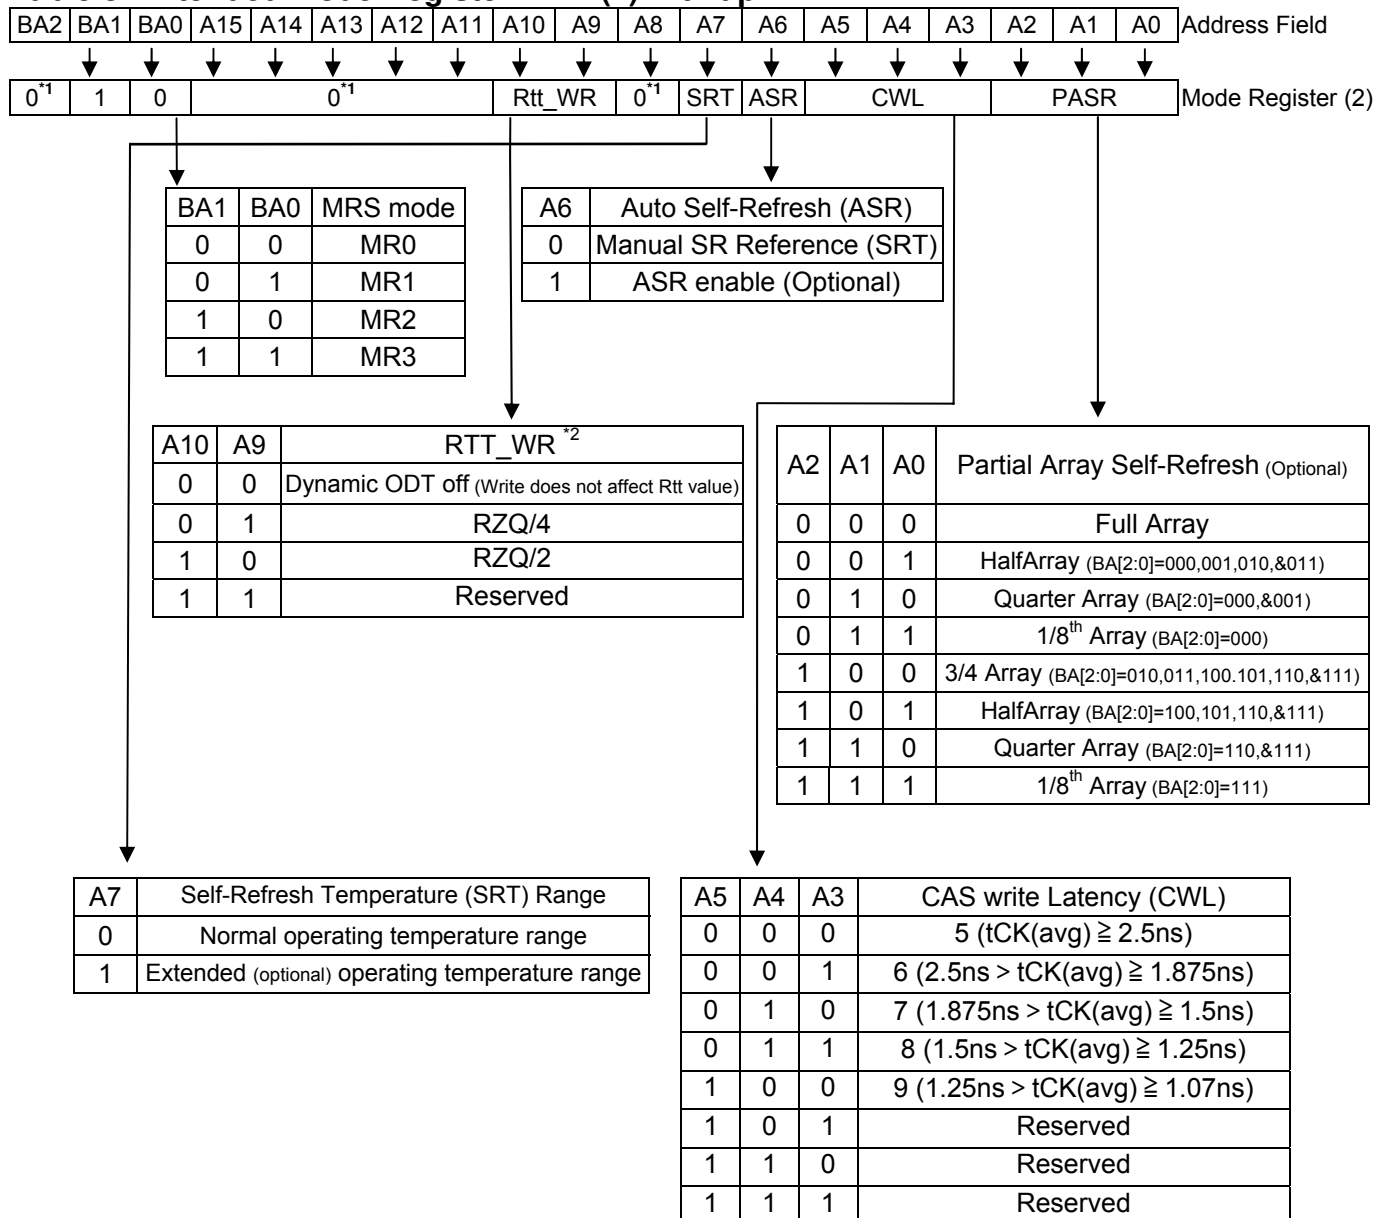 BA2 BA1 BA0 A15 A14 A13 A12 A11 A10 A9 A8 A7 A6 A5 A4 A3 A2 A1 A0 Address Field
0*1 1 0 0*1 Rtt_WR 0*1 SRT ASR CWL PASR Mode Register (2)
BA1 BA0 MRS mode
0 0 MR0
0 1 MR1
1 0 MR2
1 1 MR3
A6 Auto Self-Refresh (ASR)
0 Manual SR Reference (SRT)
1 ASR enable (Optional)
A10 A9 RTT_WR *2
0 0 Dynamic ODT off (Write does not affect Rtt value)
0 1 RZQ/4
1 0 RZQ/2
1 1 Reserved
A2 A1 A0 Partial Array Self-Refresh (Optional)
0 0 0 Full Array
0 0 1 HalfArray (BA[2:0]=000,001,010,&011)
0 1 0 Quarter Array (BA[2:0]=000,&001)
0 1 1 1/8th Array (BA[2:0]=000)
1 0 0 3/4 Array (BA[2:0]=010,011,100.101,110,&111)
1 0 1 HalfArray (BA[2:0]=100,101,110,&111)
1 1 0 Quarter Array (BA[2:0]=110,&111)
1 1 1 1/8th Array (BA[2:0]=111)
A7 Self-Refresh Temperature (SRT) Range
0 Normal operating temperature range
1 Extended (optional) operating temperature range
A5 A4 A3 CAS write Latency (CWL)
0 0 0 5 (tCK(avg) ≧ 2.5ns)
0 0 1 6 (2.5ns > tCK(avg) ≧ 1.875ns)
0 1 0 7 (1.875ns > tCK(avg) ≧ 1.5ns)
0 1 1 8 (1.5ns > tCK(avg) ≧ 1.25ns)
1 0 0 9 (1.25ns > tCK(avg) ≧ 1.07ns)
1 0 1 Reserved
1 1 0 Reserved
1 1 1 Reserved